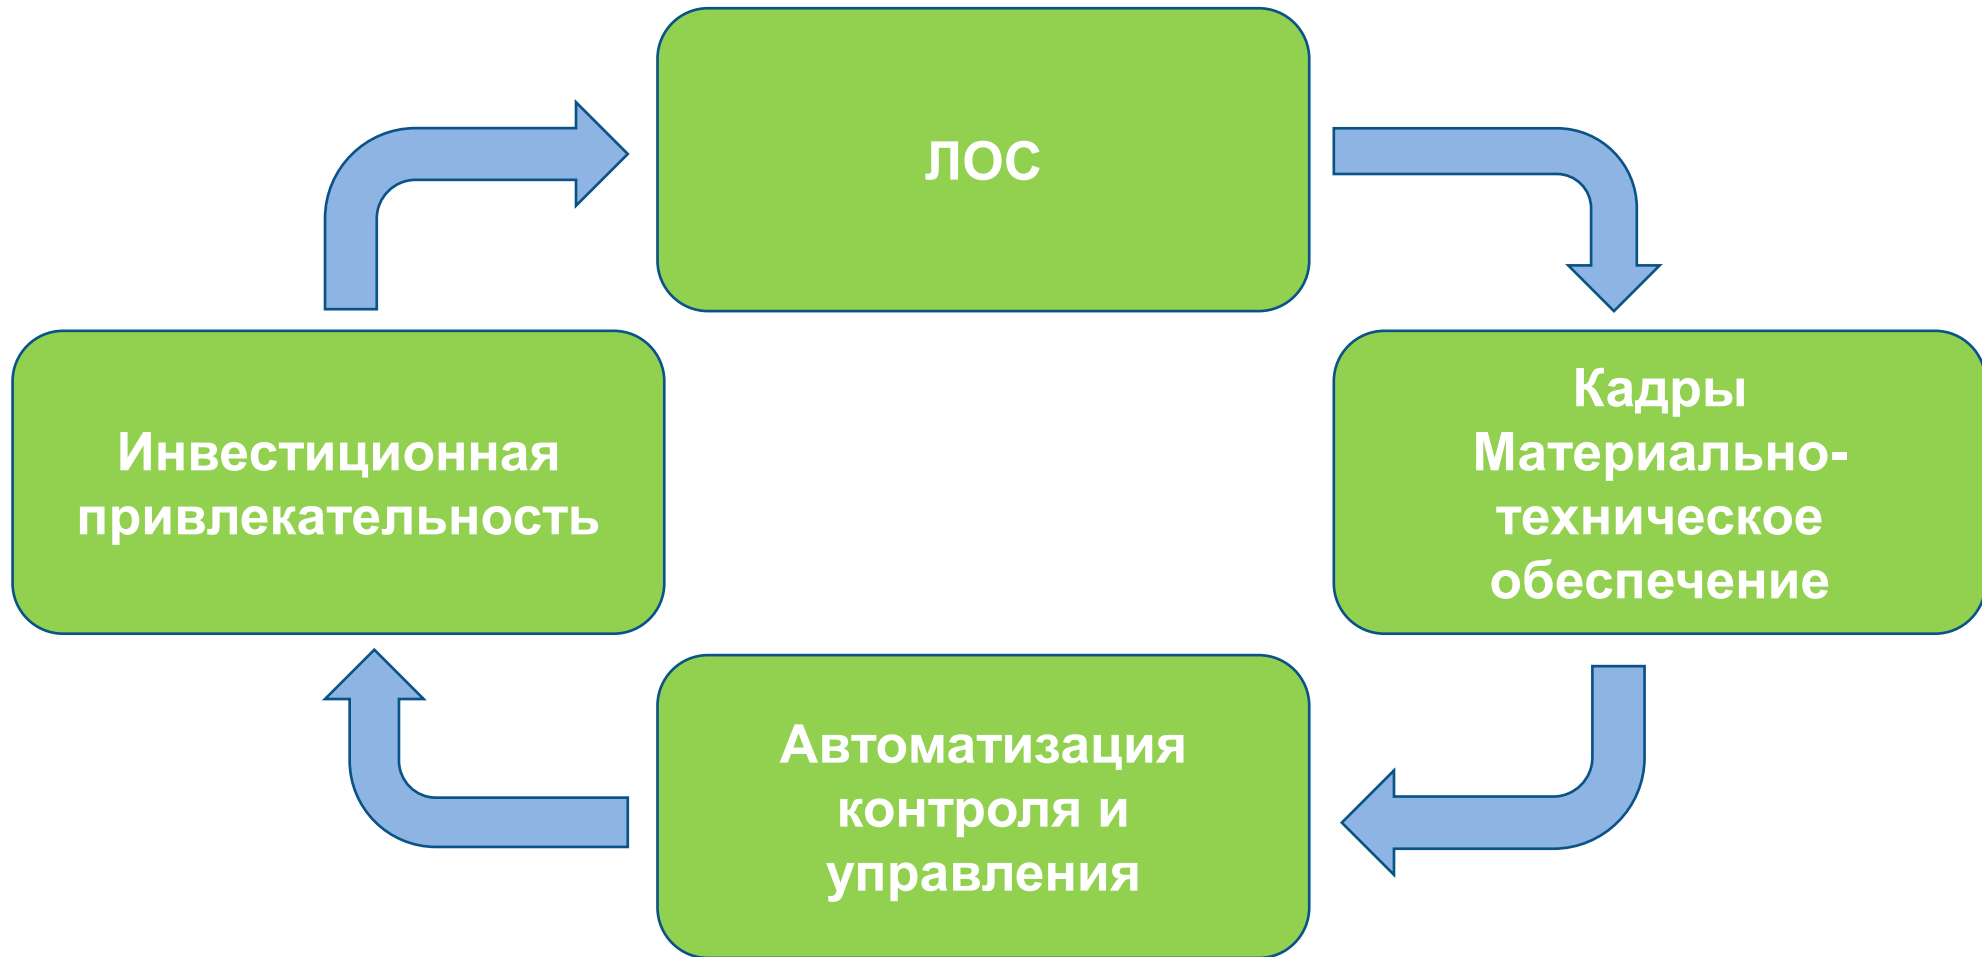 ЛОС
Инвестиционная
привлекательность
Кадры
Материально-
техническое
обеспечение
Автоматизация
контроля и
управления